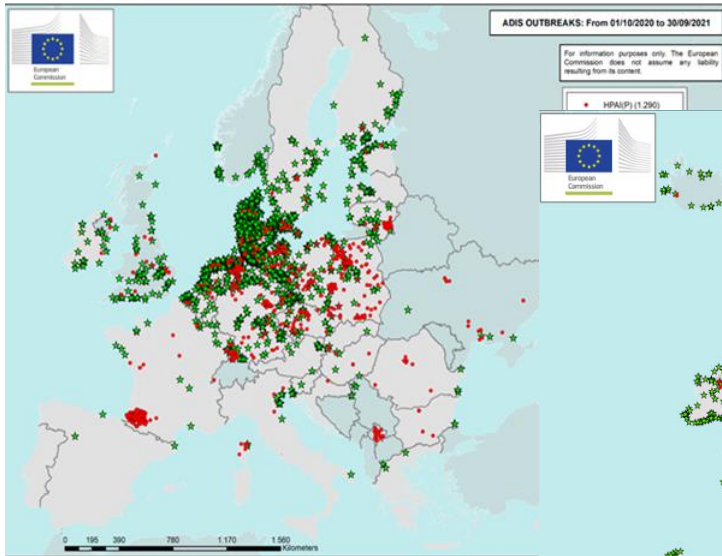 European
Commission
ADIS OUTBREAKS: From 01/10/2020 to 30/09/2021
For information purposes only. The European
Commission does not assume any liability
resulting from its content.
HPAI(P) (1.290)
European
Commission
0 195 390 780 1.170 1.560
Kilometers